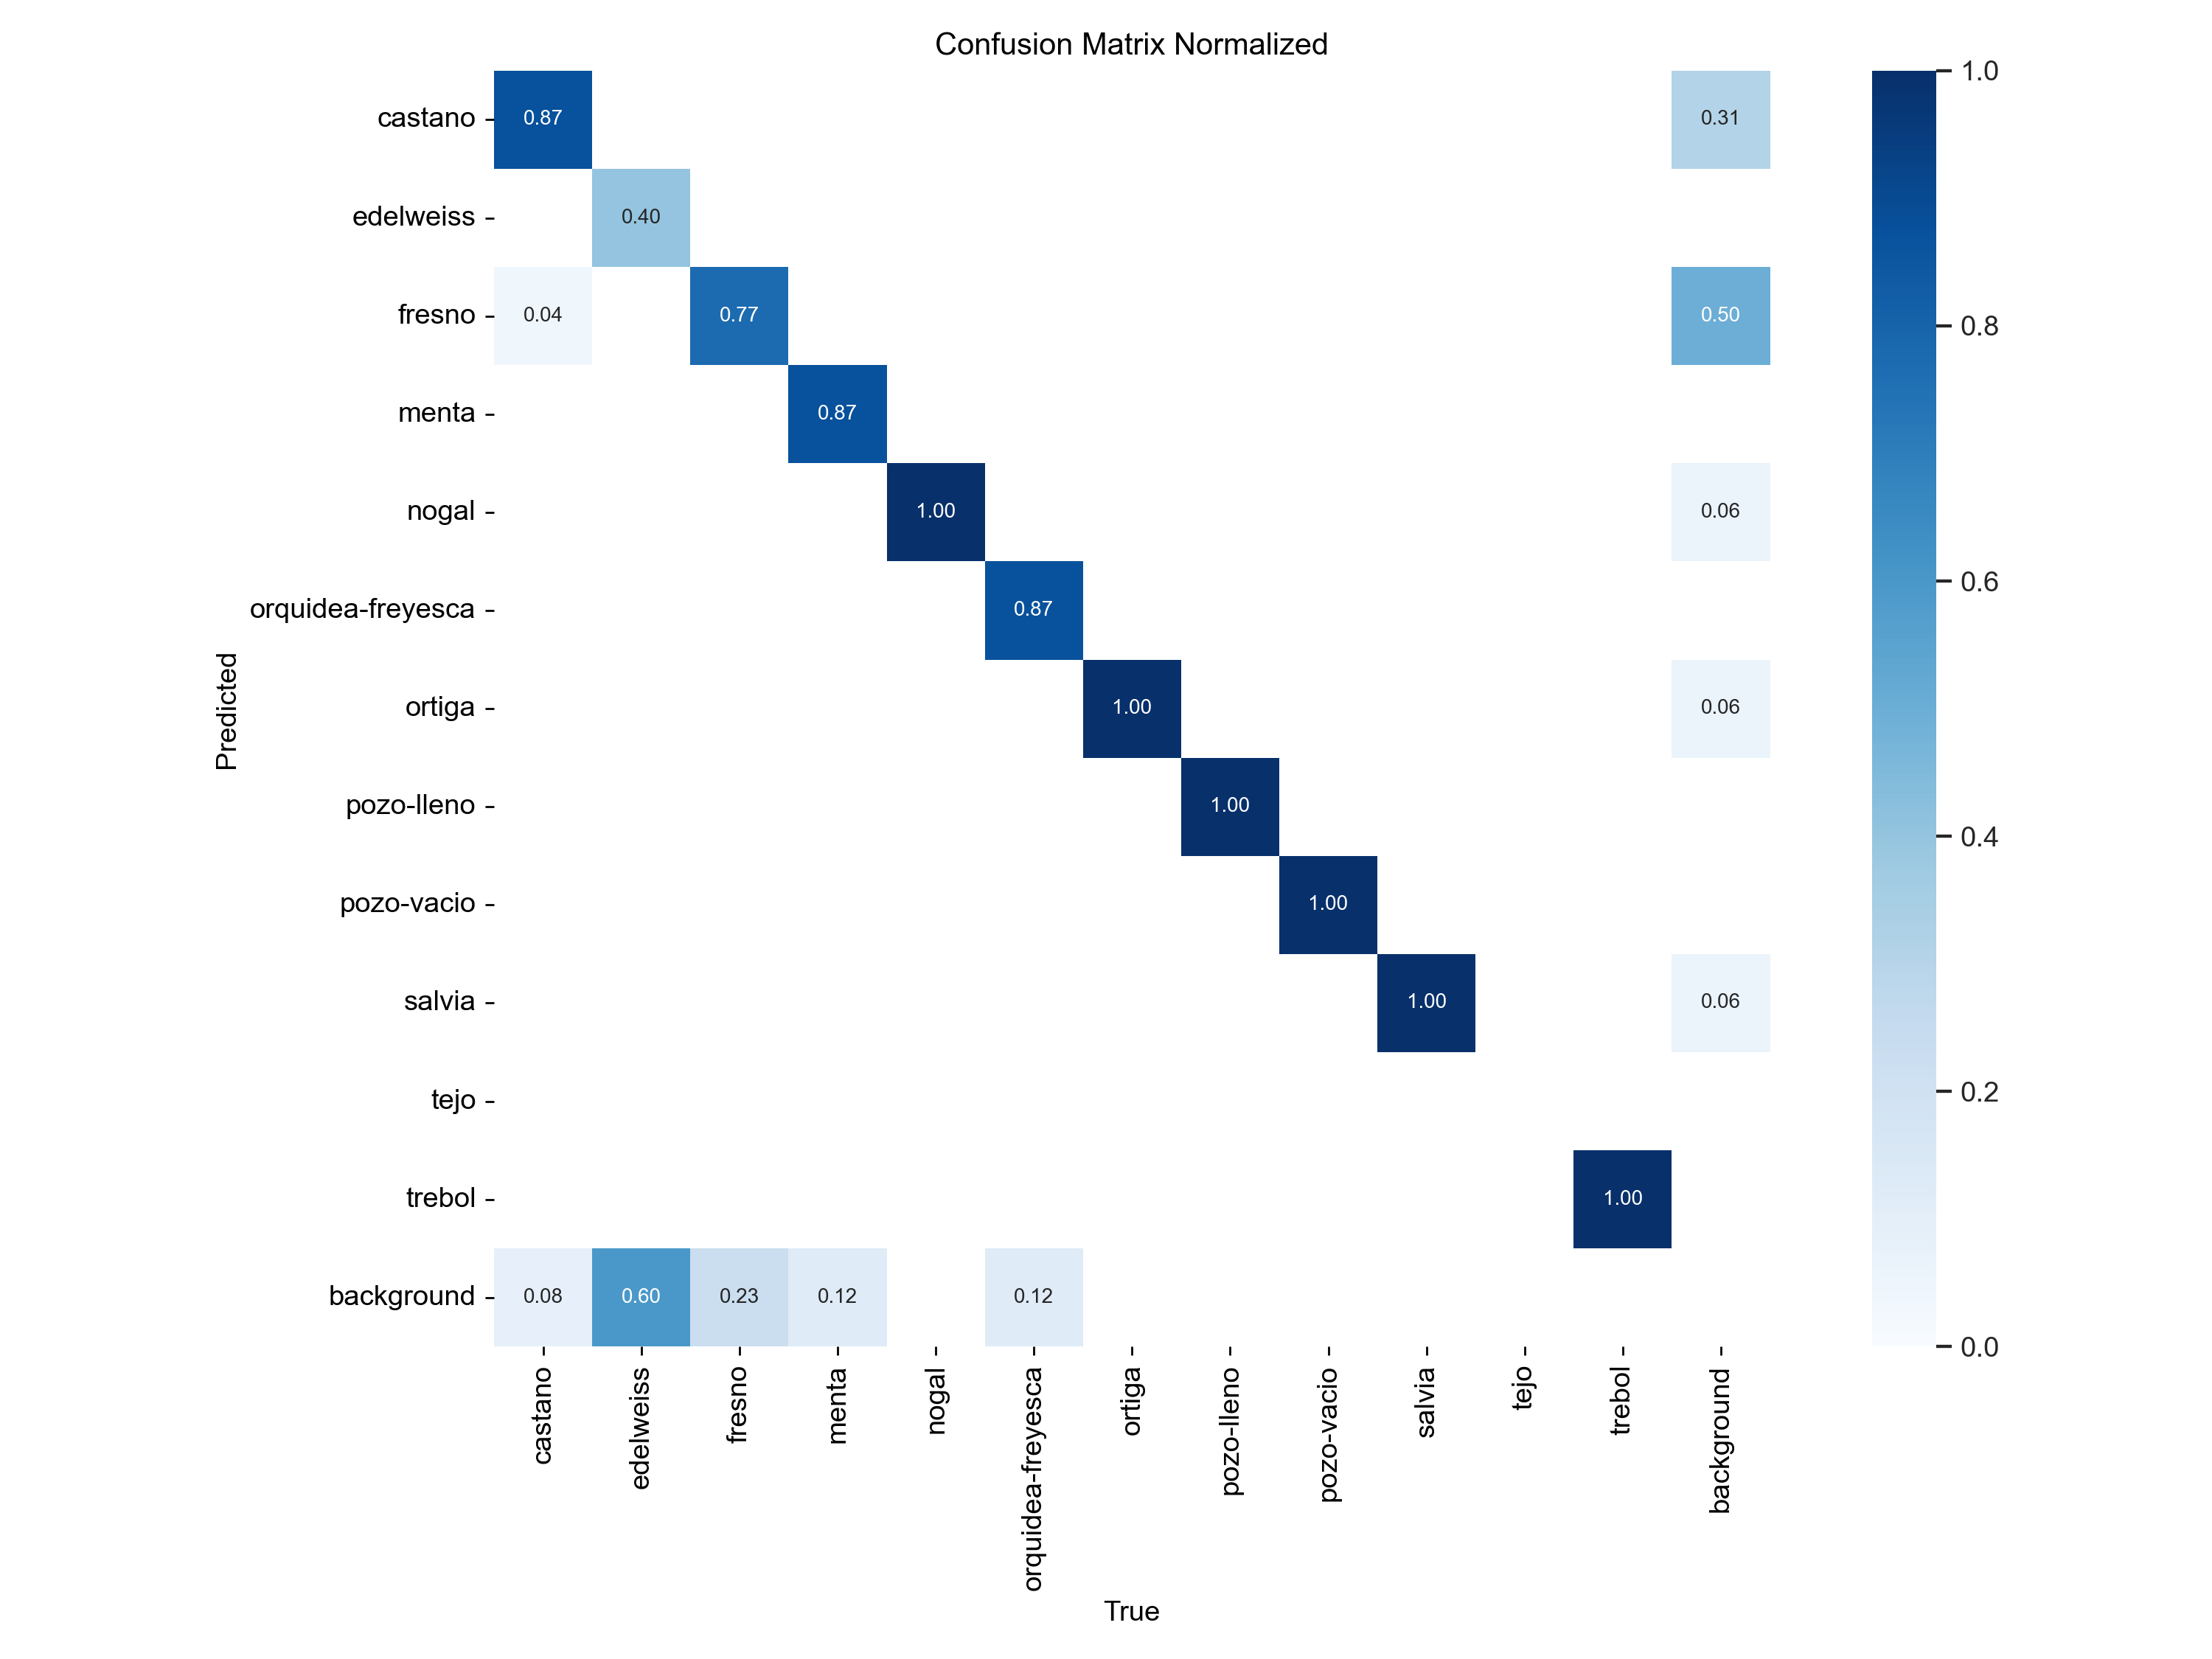 Confusion Matrix Normalized
castano
0.87
0.31
1.0
edelweiss
0.40
fresno
0.04
0.77
0.50
0.8
menta
0.87
nogal
1.00
0.06
0.6
orquidea-freyesca
0.87
Predicted
ortiga
1.00
0.06
pozo-lleno
1.00
0.4
pozo-vacio
1.00
salvia
1.00
0.06
tejo
0.2
trebol
1.00
background
0.08
0.60
0.23
0.12
0.12
0.0
castano
edelweiss
fresno
menta
nogal
orquidea-freyesca
ortiga
pozo-lleno
pozo-vacio
salvia
tejo
trebol
background
True